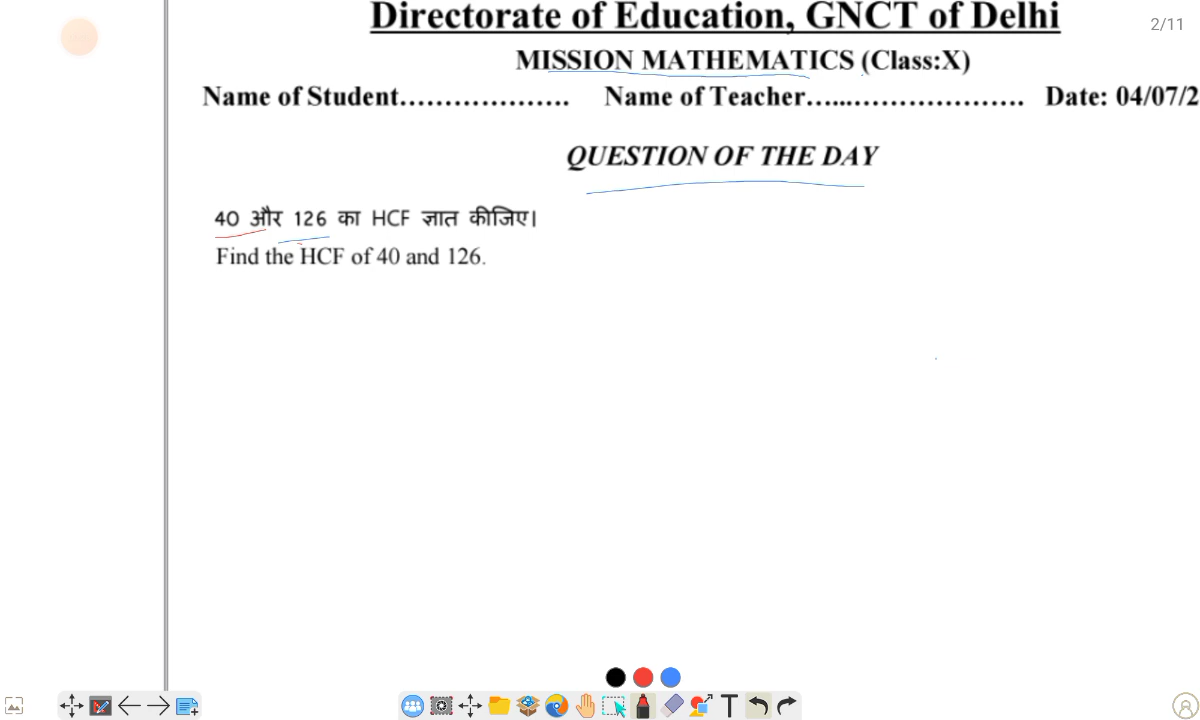 Directorate of Education, GNCT of Delhi
2/11
MISSION MATHEMATICS (Class:X)
Name of Student................... Name of Teacher.......................... Date: 04/07/2
QUESTION OF THE DAY
40 और 126 का HCF ज्ञात कीजिए।
Find the HCF of 40 and 126.
T